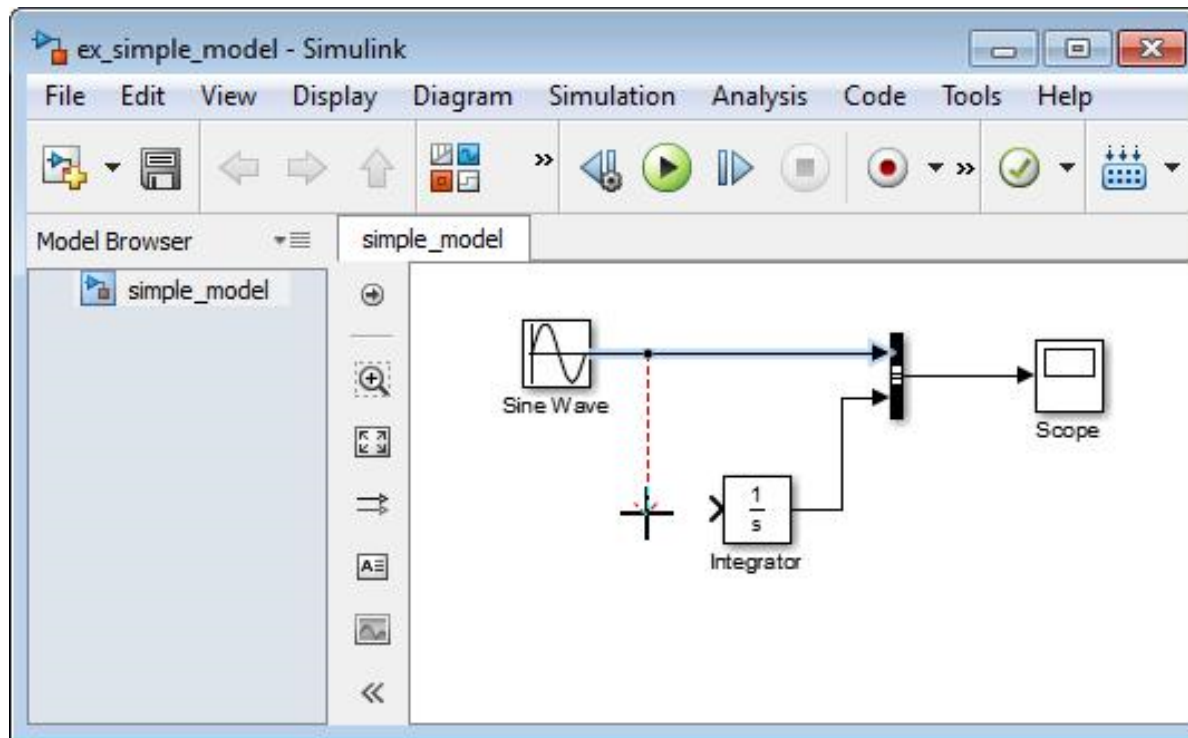 ex_simple_model - Simulink
File Edit View Display Diagram Simulation Analysis Code Tools Help
Model Browser
simple_model
simple_model
Sine Wave
Scope
1
s
Integrator